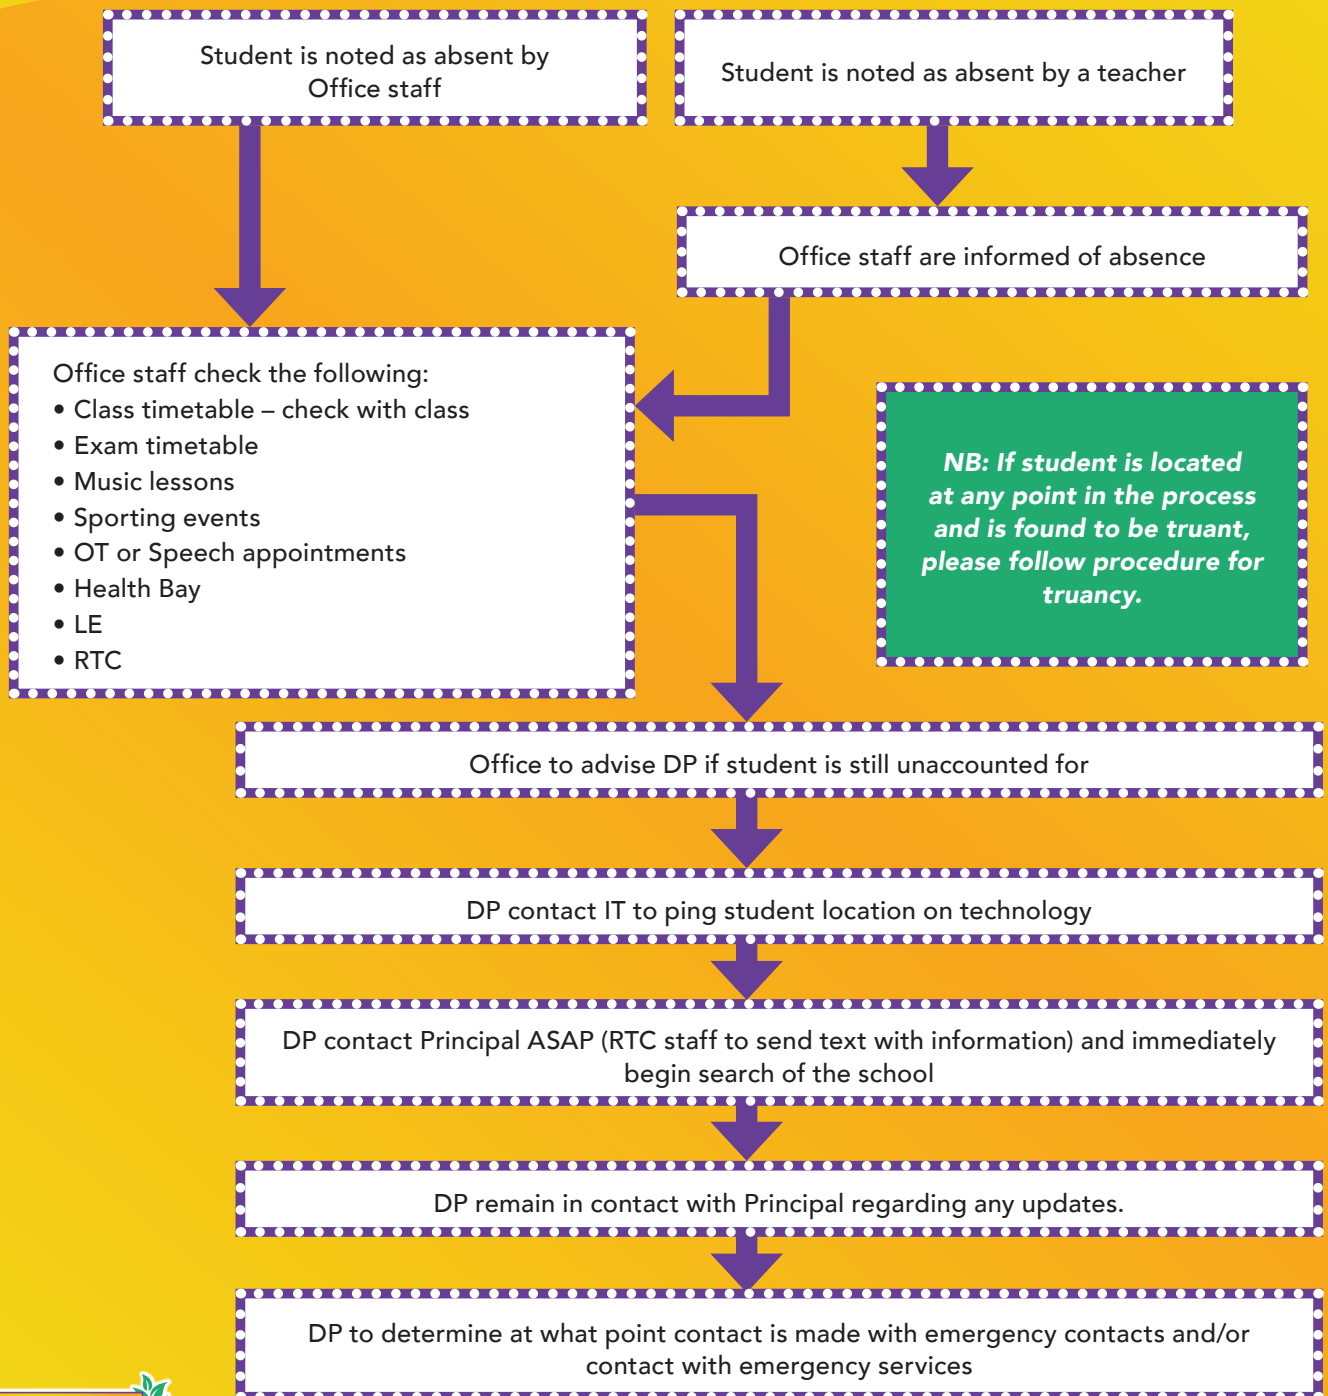 Student is noted as absent by
Office staff
Student is noted as absent by a teacher
Office staff are informed of absence
Office staff check the following:
• Class timetable – check with class
• Exam timetable
• Music lessons
• Sporting events
• OT or Speech appointments
• Health Bay
• LE
• RTC
NB: If student is located
at any point in the process
and is found to be truant,
please follow procedure for
truancy.
Office to advise DP if student is still unaccounted for
DP contact IT to ping student location on technology
DP contact Principal ASAP (RTC staff to send text with information) and immediately
begin search of the school
DP remain in contact with Principal regarding any updates.
DP to determine at what point contact is made with emergency contacts and/or
contact with emergency services